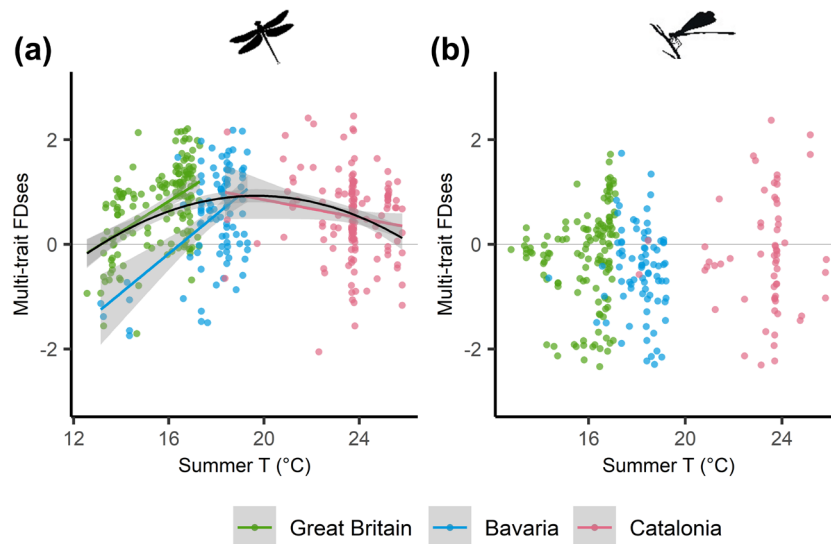 (a)
(b)
Multi-trait FDses
2
0
-2
12
16
20
24
Summer T (°C)
Multi-trait FDses
2
0
-2
16
20
24
Summer T (°C)
Great Britain
Bavaria
Catalonia